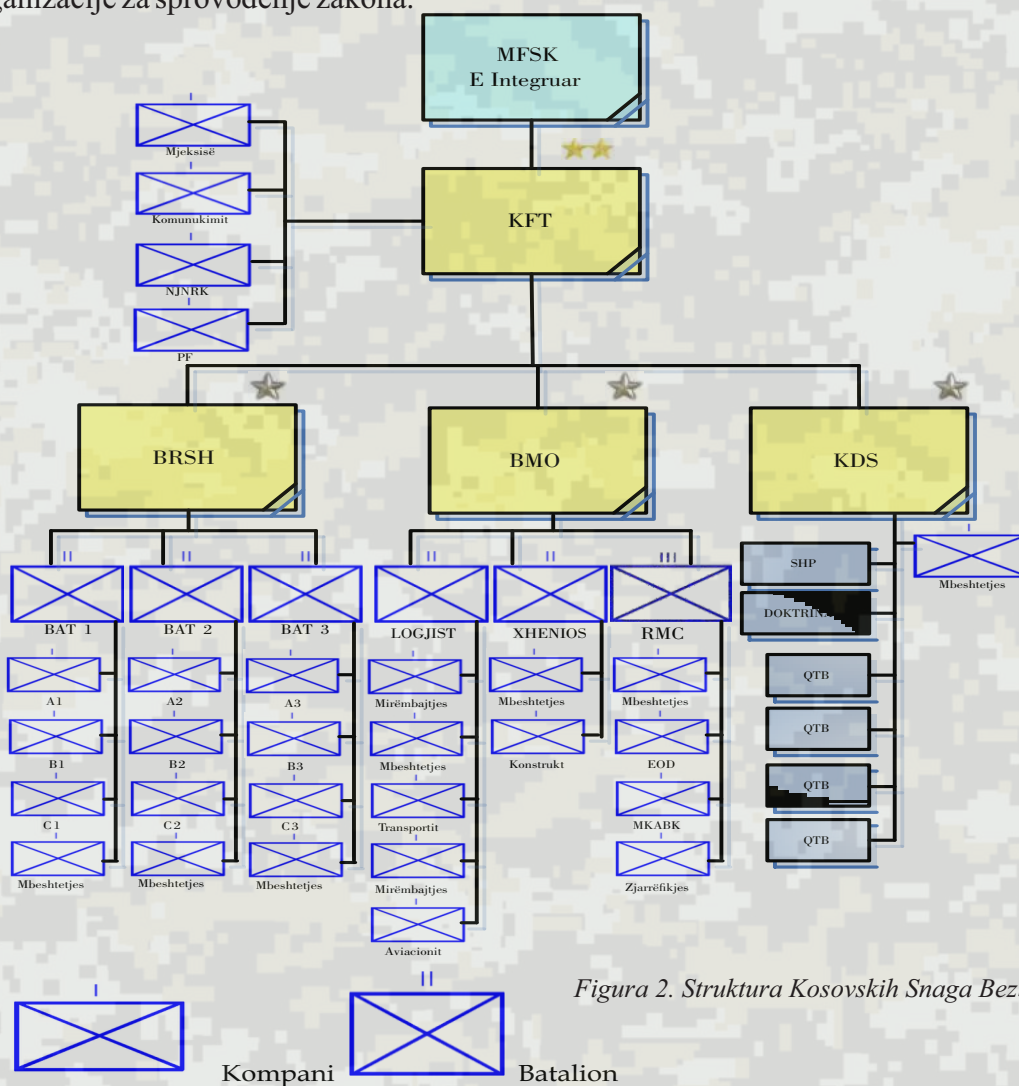 ganizacije za sprovođenje zakona.
MFSK
E Integruar
Mjeksisë
Komunukimit
KFT
NJNRK
PF
BRSH
BMO
KDS
Mbeshtetjes
SHP
BAT 1
BAT 2
BAT 3
LOGJIST
XHENIOS
RMC
A1
B1
C1
Mbeshtetjes
A2
B2
C2
Mbeshtetjes
A3
B3
C3
Mbeshtetjes
Mirëmbajtjes
Mbeshtetjes
Transportit
Mirëmbajtjes
Aviacionit
Mbeshtetjes
Konstrukt
Mbeshtetjes
EOD
MKABK
Zjarrëfikjes
QTB
QTB
QTB
QTB
Figura 2. Struktura Kosovskih Snaga
Kompani
Batalion